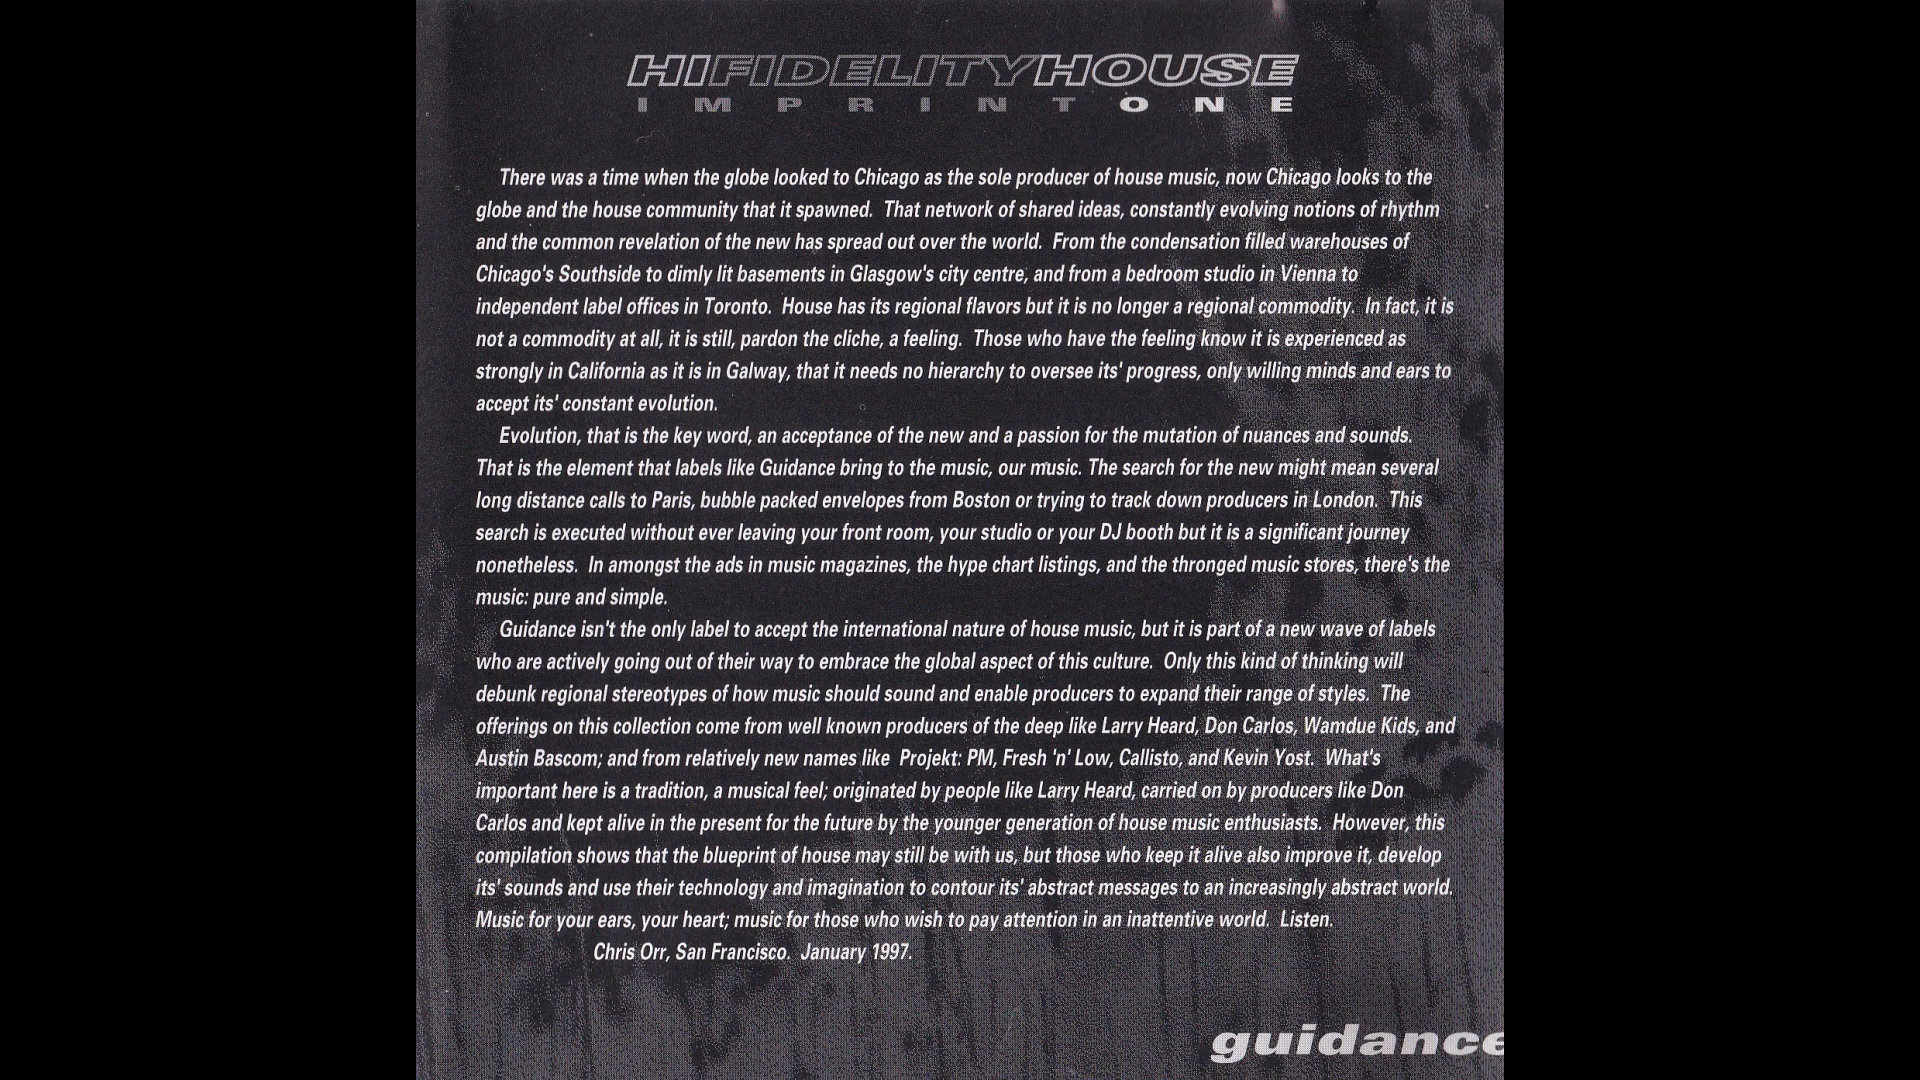 HIFIDELITYHOUSE
IMPRINTONE
There was a time when the globe looked to Chicago as the sole producer of house music, now Chicago looks to the
globe and the house community that it spawned. That network of shared ideas, constantly evolving notions of rhythm
and the common revelation of the new has spread out over the world. From the condensation filled warehouses of
Chicago's Southside to dimly lit basements in Glasgow's city centre, and from a bedroom studio in Vienna to
independent label offices in Toronto. House has its regional flavors but it is no longer a regional commodity. In fact, it is
not a commodity at all, it is still, pardon the cliche, a feeling. Those who have the feeling know it is experienced as
strongly in California as it is in Galway, that it needs no hierarchy to oversee its' progress, only willing minds and ears to
accept its' constant evolution.
Evolution, that is the key word, an acceptance of the new and a passion for the mutation of nuances and sounds.
That is the element that labels like Guidance bring to the music, our music. The search for the new might mean several
long distance calls to Paris, bubble packed envelopes from Boston or trying to track down producers in London. This
search is executed without ever leaving your front room, your studio or your DJ booth but it is a significant journey
nonetheless. In amongst the ads in music magazines, the hype chart listings, and the thronged music stores, there's the
music: pure and simple.
Guidance isn't the only label to accept the international nature of house music, but it is part of a new wave of labels
who are actively going out of their way to embrace the global aspect of this culture. Only this kind of thinking will
debunk regional stereotypes of how music should sound and enable producers to expand their range of styles. The
offerings on this collection come from well known producers of the deep like Larry Heard, Don Carlos, Wamdue Kids, and
Austin Bascom; and from relatively new names like Projekt: PM, Fresh 'n' Low, Callisto, and Kevin Yost. What's
important here is a tradition, a musical feel; originated by people like Larry Heard, carried on by producers like Don
Carlos and kept alive in the present for the future by the younger generation of house music enthusiasts. However, this
compilation shows that the blueprint of house may still be with us, but those who keep it alive also improve it, develop
its' sounds and use their technology and imagination to contour its' abstract messages to an increasingly abstract world.
Music for your ears, your heart; music for those who wish to pay attention in an inattentive world. Listen.
Chris Orr, San Francisco. January 1997.
guidance